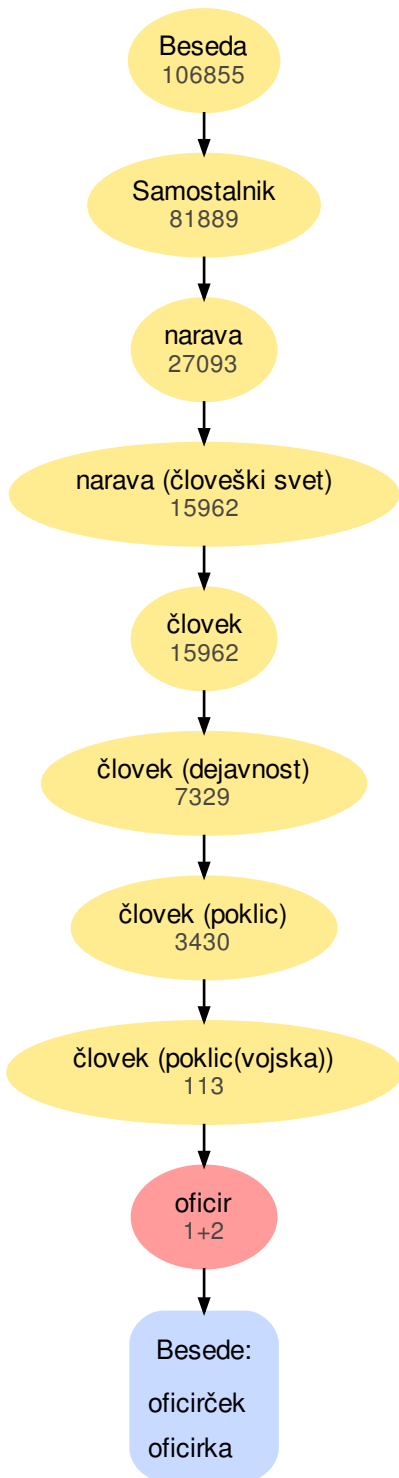 Beseda
106855
Samostalnik
81889
narava
27093
narava (človeški svet)
15962
človek
15962
človek (dejavnost)
7329
človek (poklic)
3430
človek (poklic(vojska))
113
oficir
1+2
Besede:
oficirček
oficirka